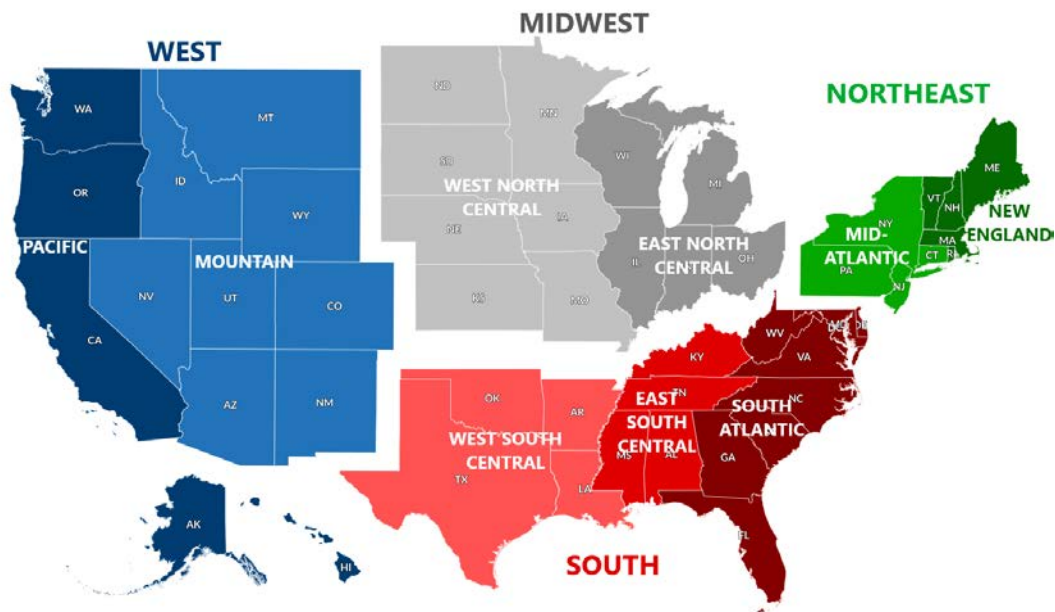 MIDWEST
WEST
NORTHEAST
SOUTH
WA
MT
OR
ID
WY
PACIFIC
MOUNTAIN
NV
UT
CO
CA
AZ
NM
AK
HI
ND
MN
SD
WI
MI
WEST NORTH
CENTRAL
NE
IA
KS
MO
IL
OH
EAST NORTH
CENTRAL
ME
VT
NH
NY
MA
NEW
ENGLAND
MID-
ATLANTIC
PA
CT
NJ
OK
AR
WEST SOUTH
CENTRAL
TX
LA
KY
TN
EAST
SOUTH
CENTRAL
MS
AL
WV
VA
NC
SOUTH
ATLANTIC
GA
FL